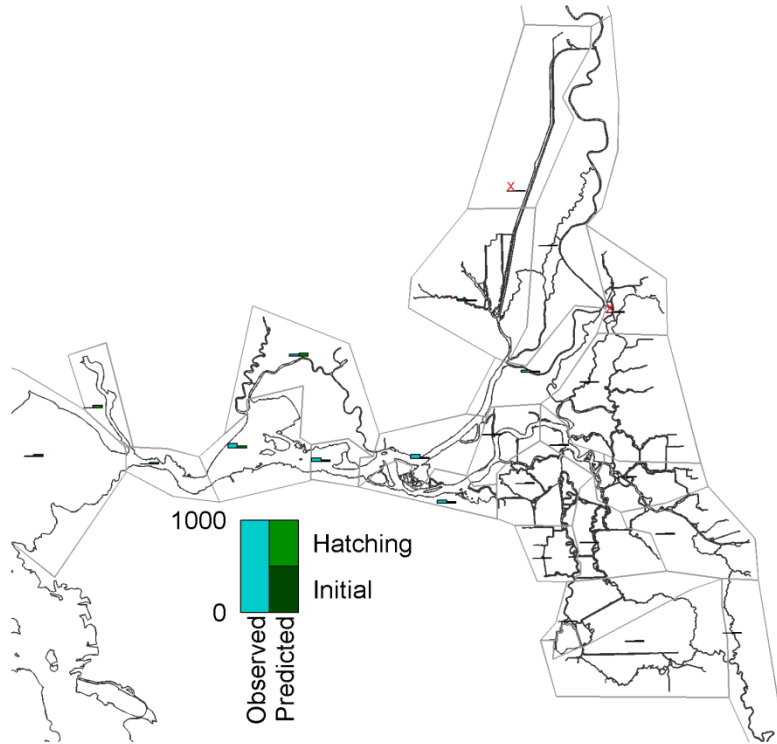 X
X
1000
Hatching
Initial
0
Observed
Predicted